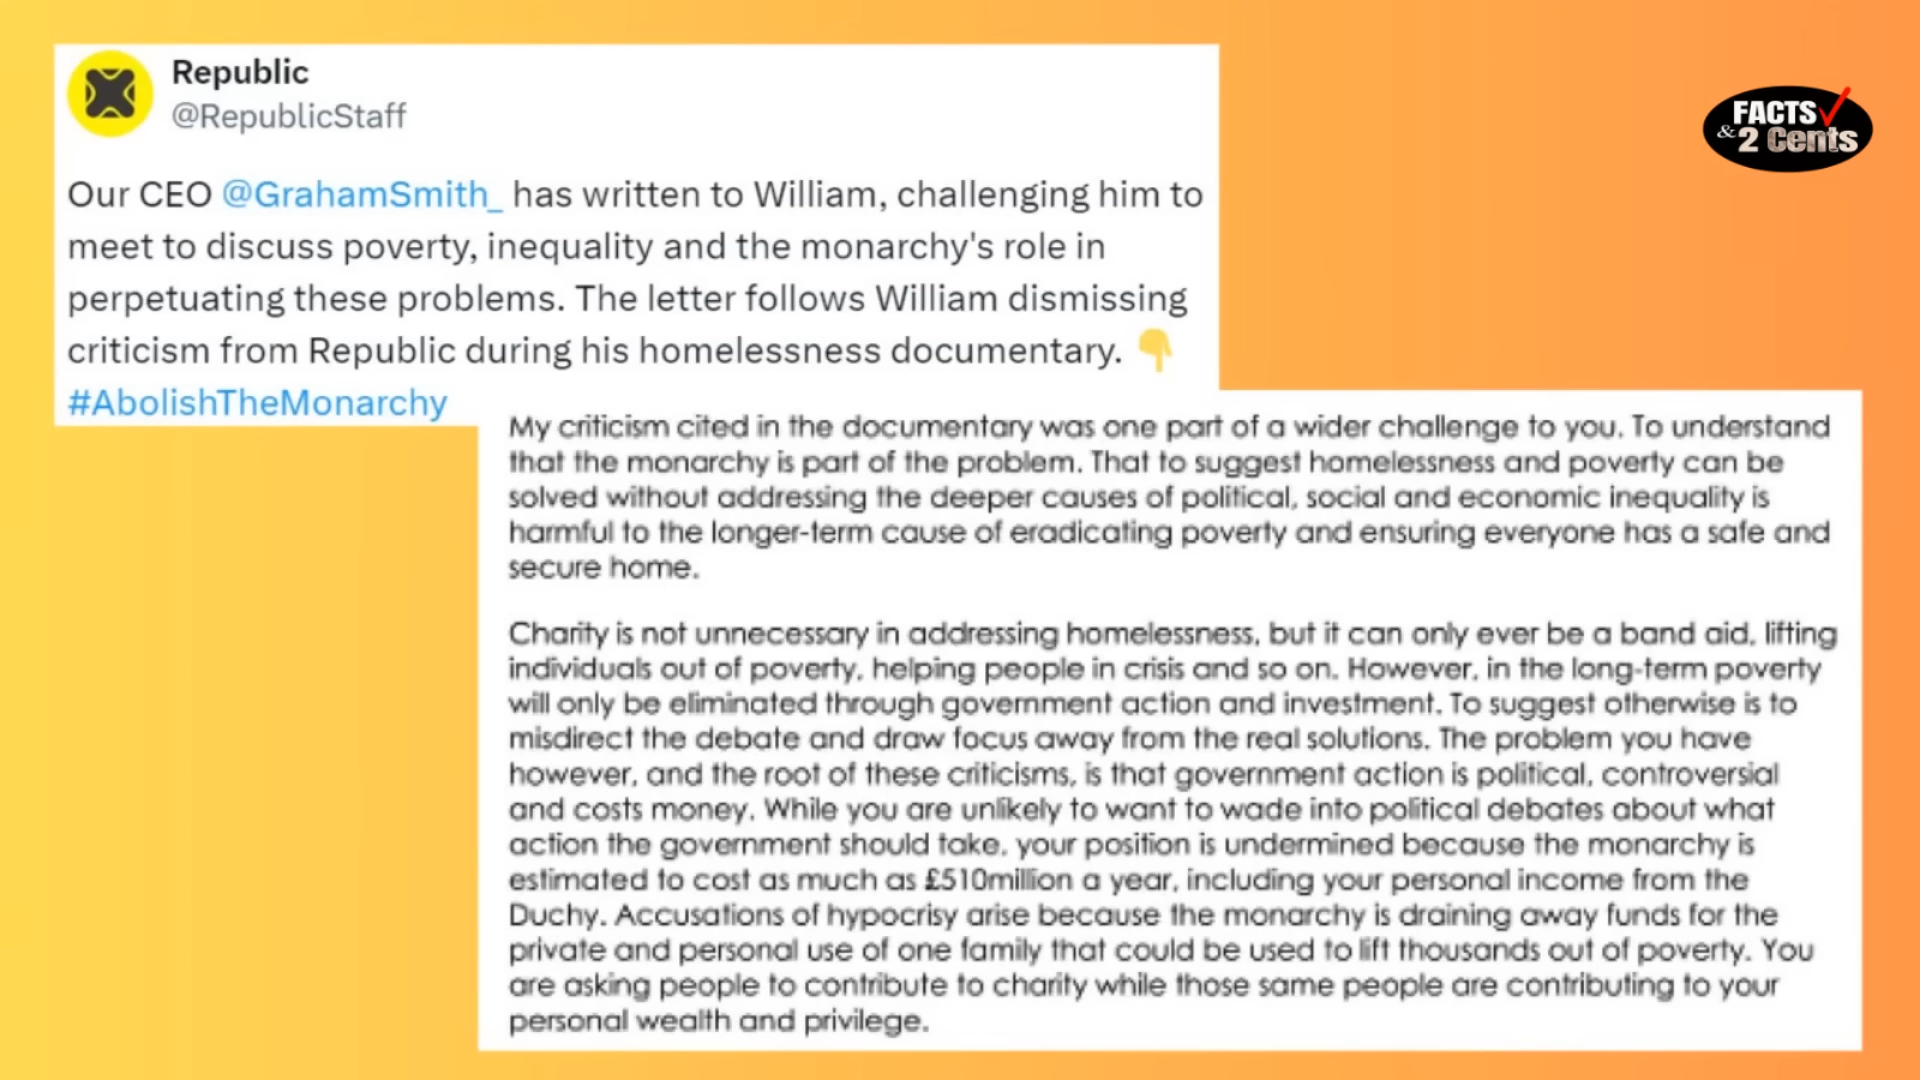 Republic
@RepublicStaff
Our CEO @GrahamSmith_ has written to William, challenging him to
meet to discuss poverty, inequality and the monarchy's role in
perpetuating these problems. The letter follows William dismissing
criticism from Republic during his homelessness documentary. 👇
#AbolishTheMonarchy
FACTS
& 2 Cents
My criticism cited in the documentary was one part of a wider challenge to you. To understand
that the monarchy is part of the problem. That to suggest homelessness and poverty can be
solved without addressing the deeper causes of political, social and economic inequality is
harmful to the longer-term cause of eradicating poverty and ensuring everyone has a safe and
secure home.
Charity is not unnecessary in addressing homelessness, but it can only ever be a band aid, lifting
individuals out of poverty, helping people in crisis and so on. However, in the long-term poverty
will only be eliminated through government action and investment. To suggest otherwise is to
misdirect the debate and draw focus away from the real solutions. The problem you have
however, and the root of these criticisms, is that government action is political, controversial
and costs money. While you are unlikely to want to wade into political debates about what
action the government should take, your position is undermined because the monarchy is
estimated to cost as much as £510million a year, including your personal income from the
Duchy. Accusations of hypocrisy arise because the monarchy is draining away funds for the
private and personal use of one family that could be used to lift thousands out of poverty. You
are asking people to contribute to charity while those same people are contributing to your
personal wealth and privilege.